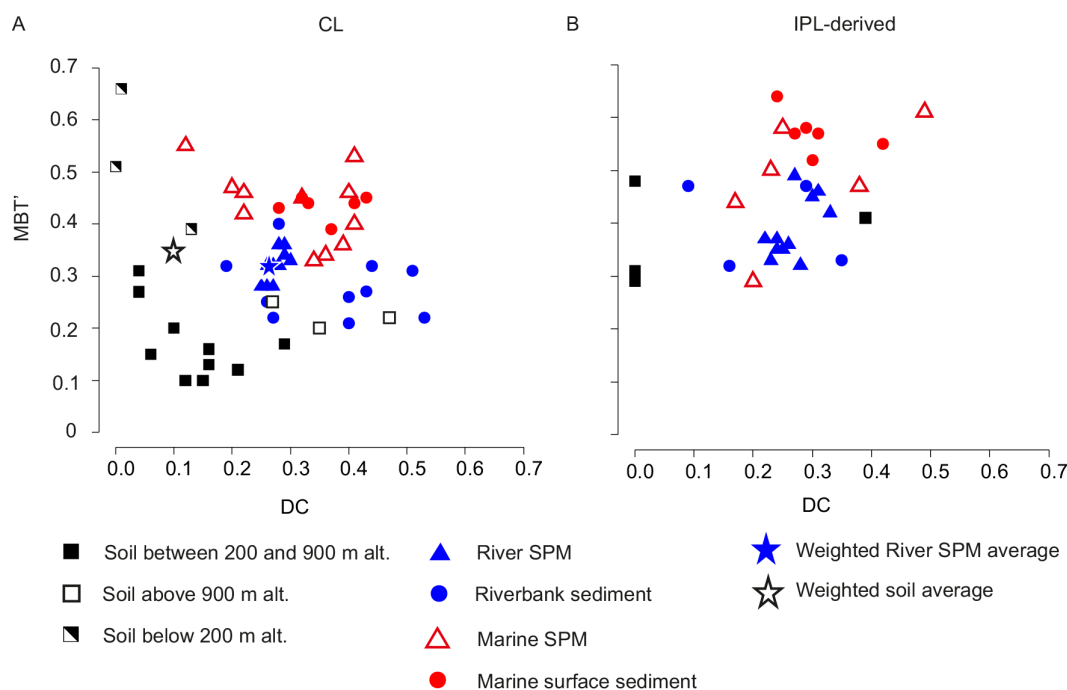 A
CL
B
IPL-derived
MBT'
0.7
0.6
0.5
0.4
0.3
0.2
0.1
0
0.0 0.1 0.2 0.3 0.4 0.5 0.6 0.7
DC
0.0 0.1 0.2 0.3 0.4 0.5 0.6 0.7
DC
Soil between 200 and 900 m alt.
Soil above 900 m alt.
Soil below 200 m alt.
River SPM
Riverbank sediment
Marine SPM
Marine surface sediment
Weighted River SPM average
Weighted soil average